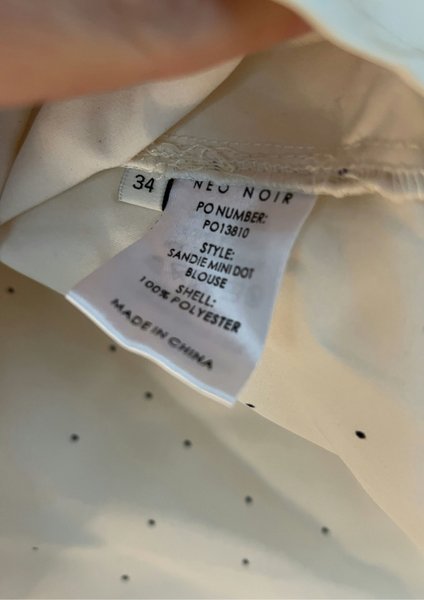 34
NEO NOIR
PO NUMBER:
PO13810
STYLE:
SANDIE MINI DOT
BLOUSE
SHELL:
100% POLYESTER
MADE IN CHINA